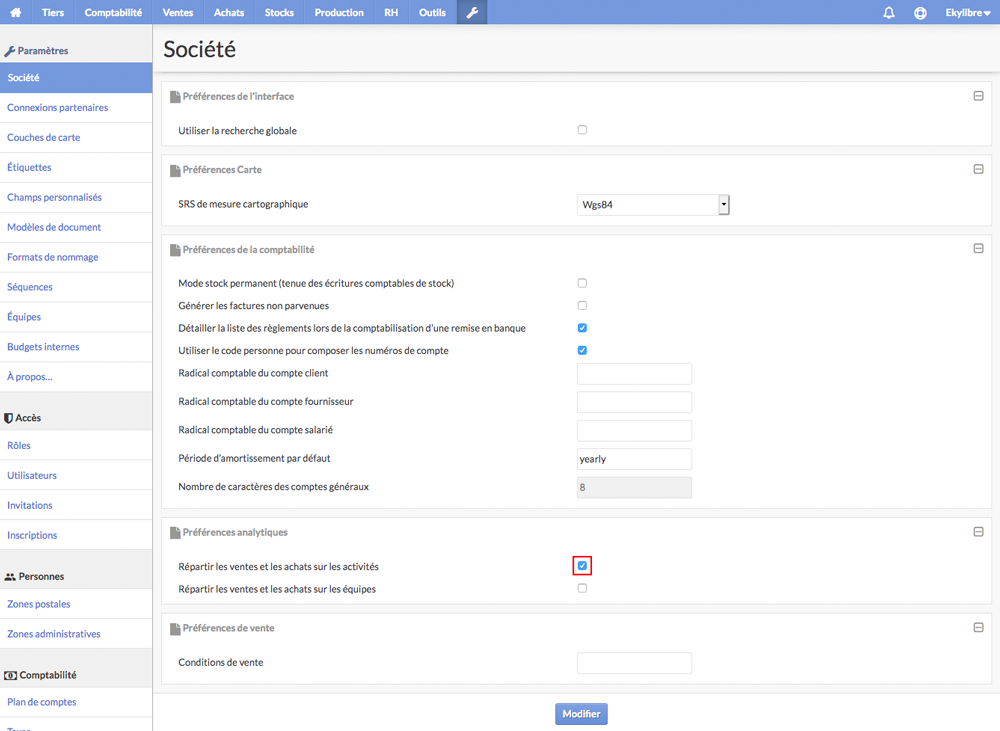 Tiers Comptabilité Ventes Achats Stocks Production RH Outils Ekylibre
Paramètres
Société
Connexions partenaires
Couches de carte
Étiquettes
Champs personnalisés
Modèles de document
Formats de nommage
Séquences
Équipes
Budgets internes
À propos...
Accès
Rôles
Utilisateurs
Invitations
Inscriptions
Personnes
Zones postales
Zones administratives
Comptabilité
Plan de comptes
Société
Préférences de l'interface
Utiliser la recherche globale
Préférences Carte
SRS de mesure cartographique Wgs84
Préférences de la comptabilité
Mode stock permanent (tenue des écritures comptables de stock)
Générer les factures non parvenues
Détailler la liste des règlements lors de la comptabilisation d'une remise en banque
Utiliser le code personne pour composer les numéros de compte
Radical comptable du compte client
Radical comptable du compte fournisseur
Radical comptable du compte salarié
Période d'amortissement par défaut yearly
Nombre de caractères des comptes généraux 8
Préférences analytiques
Répartir les ventes et les achats sur les activités
Répartir les ventes et les achats sur les équipes
Préférences de vente
Conditions de vente
Modifier